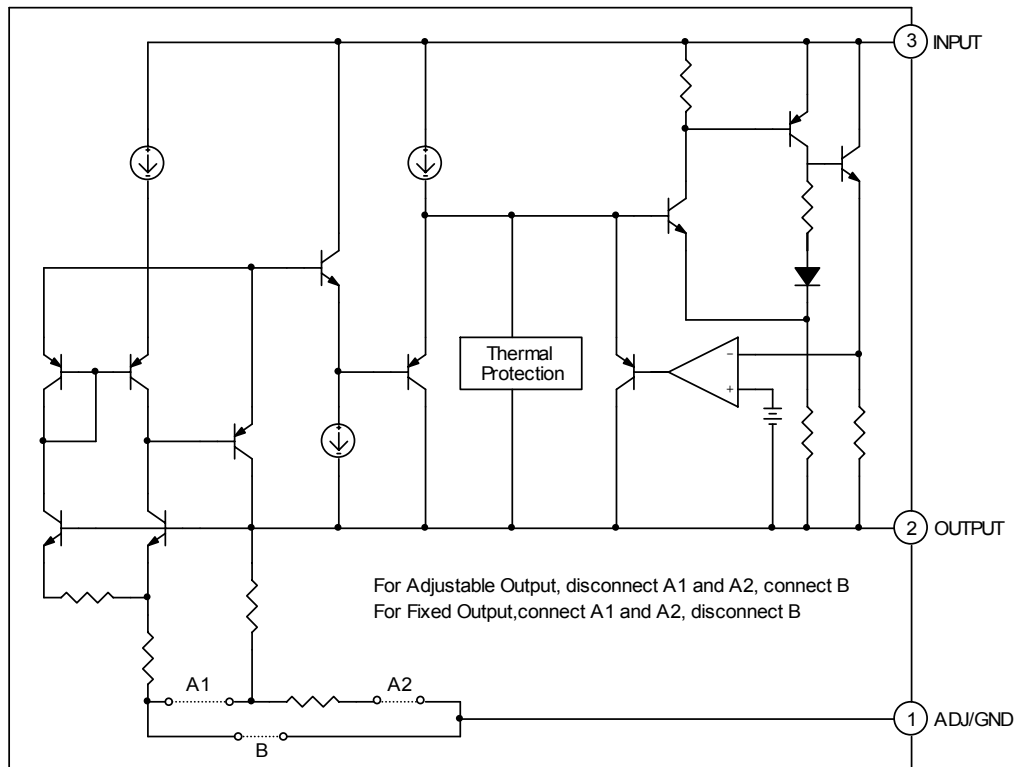 3 INPUT
Thermal
Protection
-
+
2 OUTPUT
For Adjustable Output, disconnect A1 and A2, connect B
For Fixed Output,connect A1 and A2, disconnect B
A1
A2
1 ADJ/GND
B